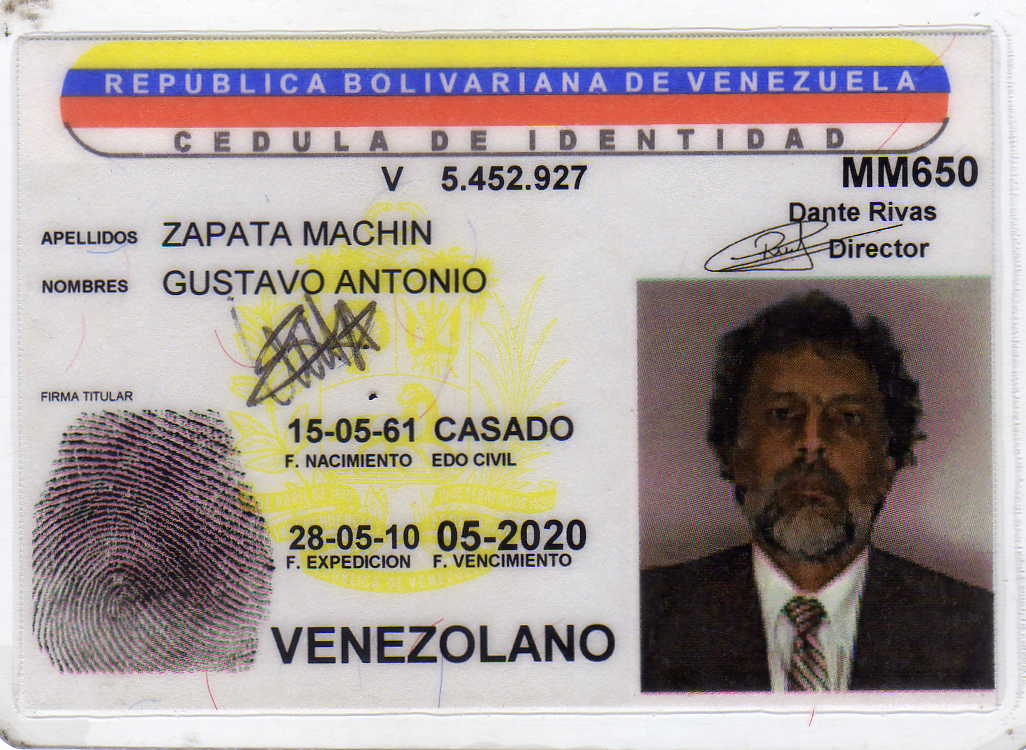 REPÚBLICA BOLIVARIANA DE VENEZUELA
CEDULA DE IDENTIDAD
V 5.452.927
MM650
Dante Rivas
Director
APELLIDOS ZAPATA MACHIN
NOMBRES GUSTAVO ANTONIO
FIRMA TITULAR
15-05-61 CASADO
F. NACIMIENTO EDO CIVIL
28-05-10 05-2020
F. EXPEDICION F. VENCIMIENTO
VENEZOLANO